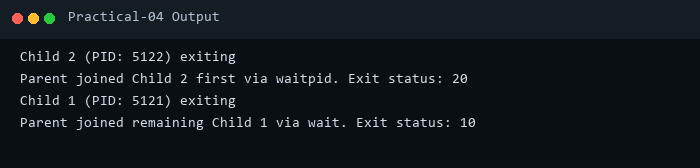 Practical-04 Output
Child 2 (PID: 5122) exiting
Parent joined Child 2 first via waitpid. Exit status: 20
Child 1 (PID: 5121) exiting
Parent joined remaining Child 1 via wait. Exit status: 10